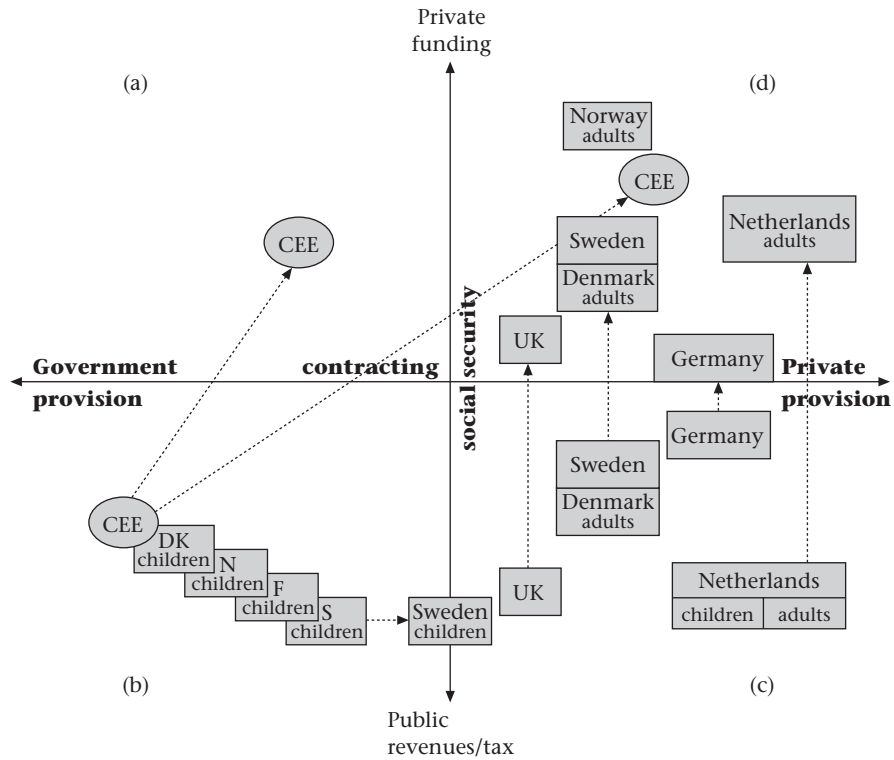 Private
funding
(a)
(d)
Norway
adults
CEE
CEE
Netherlands
adults
Sweden
Denmark
adults
UK
social security
Government
provision
contracting
Germany
Private
provision
Germany
Sweden
Denmark
adults
CEE
DK
children
N
children
F
children
S
children
Sweden
children
UK
Netherlands
children adults
(b)
(c)
Public
revenues/tax